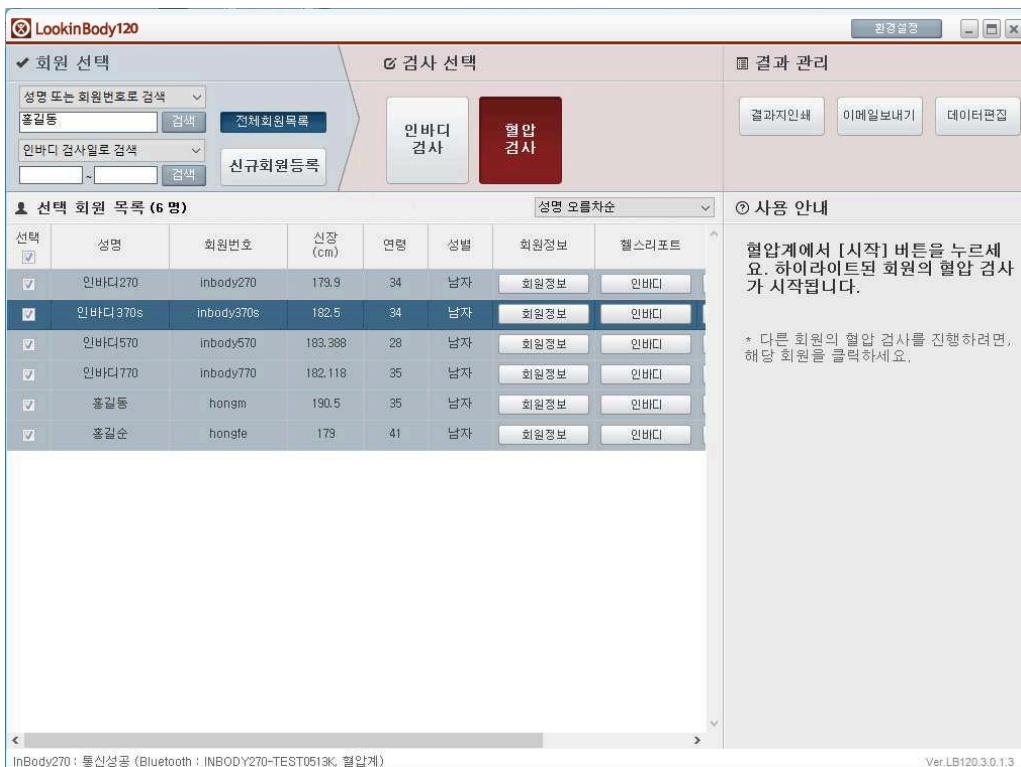 LookinBody120
환경설정
회원 선택
검사 선택
결과 관리
성명 또는 회원번호로 검색
홍길동
검색
전체회원목록
인바디 검사일로 검색
~
검색
신규회원등록
인바디
검사
혈압
검사
결과지인쇄
이메일보내기
데이터편집
선택 회원 목록 (6 명)
성명 오름차순
사용 안내
선택 성명 회원번호 신장
(cm) 연령 성별 회원정보 헬스리포트
인바디270 inbody270 179.9 34 남자 회원정보 인바디
인바디370s inbody370s 182.5 34 남자 회원정보 인바디
인바디570 inbody570 183.388 28 남자 회원정보 인바디
인바디770 inbody770 182.118 35 남자 회원정보 인바디
홍길동 hongm 190.5 35 남자 회원정보 인바디
홍길순 hongfe 179 41 남자 회원정보 인바디
혈압계에서 [시작] 버튼을 누르세
요. 하이라이트된 회원의 혈압 검사
가 시작됩니다.
* 다른 회원의 혈압 검사를 진행하려면,
해당 회원을 클릭하세요.
InBody270 : 통신성공 (Bluetooth : INBODY270-TEST0513K, 혈압계)
Ver.LB120.3.0.1.3